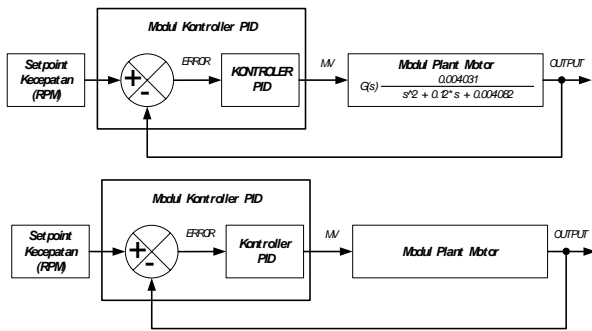 Modul Kontroller PID
Setpoint
Kecepatan
(RPM)
+
-
ERROR
KONTROLER
PID
MV
Modul Plant Motor
G(s) 0.004031
s^2 + 0.12* s + 0.004082
OUTPUT
Modul Kontroller PID
Setpoint
Kecepatan
(RPM)
+
-
ERROR
Kontroller
PID
MV
Modul Plant Motor
OUTPUT